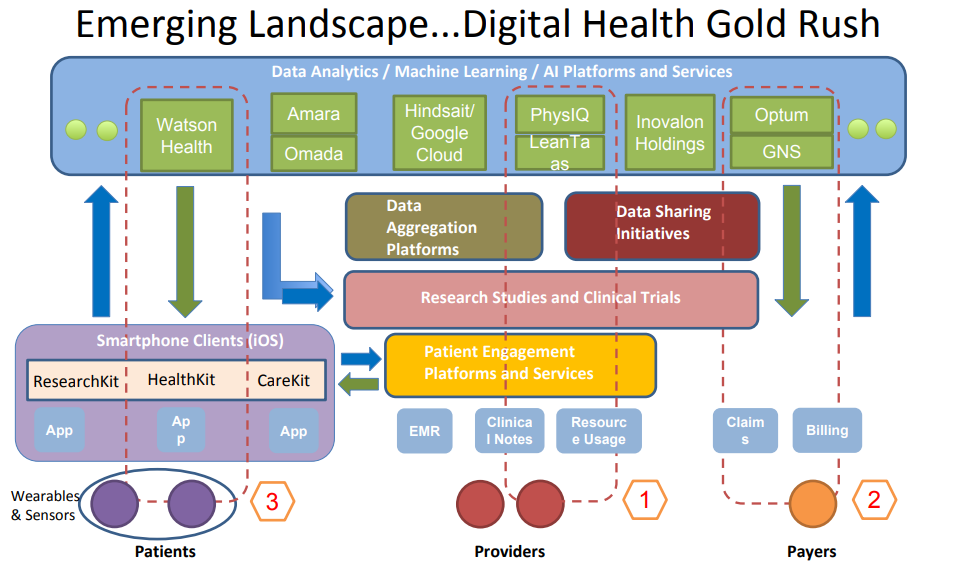 Emerging Landscape...Digital Health Gold Rush
Data Analytics / Machine Learning / AI Platforms and Services
Watson
Health
Amara
Omada
Hindsait/
Google
Cloud
PhysIQ
LeanTa
as
Inovalon
Holdings
Optum
GNS
Data
Aggregation
Platforms
Data Sharing
Initiatives
Research Studies and Clinical Trials
Smartphone Clients (iOS)
ResearchKit
HealthKit
CareKit
App
Ap
p
App
Patient Engagement
Platforms and Services
EMR
Clinica
l Notes
Resourc
e Usage
Claim
s
Billing
Wearables
& Sensors
3
1
2
Patients
Providers
Payers